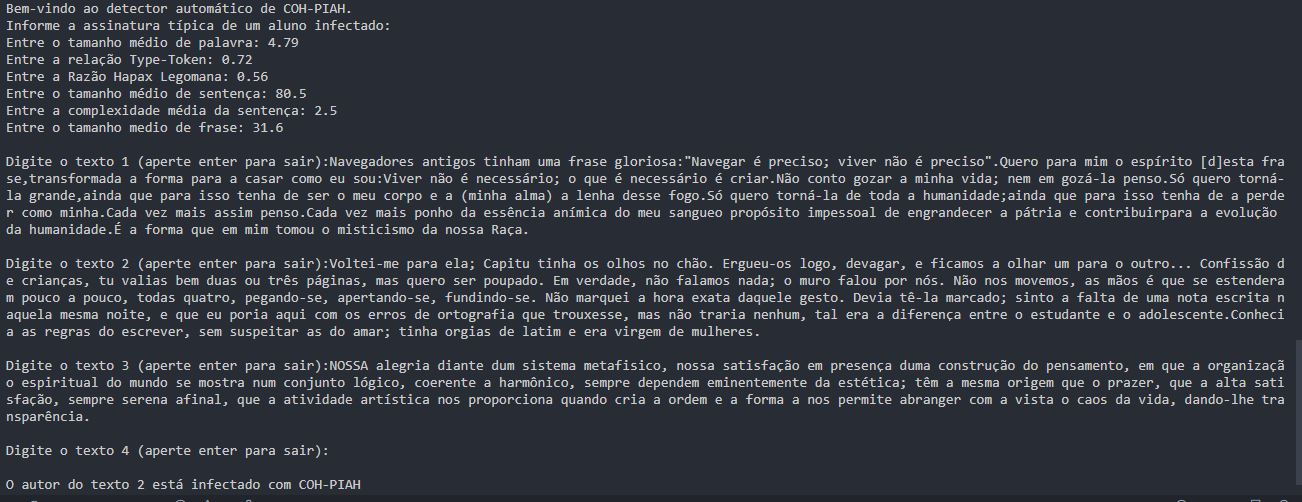 Bem-vindo ao detector automático de COH-PIAH.
Informe a assinatura típica de um aluno infectado:
Entre o tamanho médio de palavra: 4.79
Entre a relação Type-Token: 0.72
Entre a Razão Hapax Legomana: 0.56
Entre o tamanho médio de sentença: 80.5
Entre a complexidade média da sentença: 2.5
Entre o tamanho medio de frase: 31.6
Digite o texto 1 (aperte enter para sair):Navegadores antigos tinham uma frase gloriosa:"Navegar é preciso; viver não é preciso".Quero para mim o espírito [d]esta fra
se,transformada a forma para a casar como eu sou:Viver não é necessário; o que é necessário é criar.Não conto gozar a minha vida; nem em gozá-la penso.Só quero torná-
la grande,ainda que para isso tenha de ser o meu corpo e a (minha alma) a lenha desse fogo.Só quero torná-la de toda a humanidade;ainda que para isso tenha de a perde
r como minha.Cada vez mais assim penso.Cada vez mais ponho da essência anímica do meu sangueo propósito impessoal de engrandecer a pátria e contribuirpara a evolução
da humanidade.É a forma que em mim tomou o misticismo da nossa Raça.
Digite o texto 2 (aperte enter para sair):Voltei-me para ela; Capitu tinha os olhos no chão. Ergueu-os logo, devagar, e ficamos a olhar um para o outro... Confissão d
e crianças, tu valias bem duas ou três páginas, mas quero ser poupado. Em verdade, não falamos nada; o muro falou por nós. Não nos movemos, as mãos é que se estendera
m pouco a pouco, todas quatro, pegando-se, apertando-se, fundindo-se. Não marquei a hora exata daquele gesto. Devia tê-la marcado; sinto a falta de uma nota escrita n
aquela mesma noite, e que eu poria aqui com os erros de ortografia que trouxesse, mas não traria nenhum, tal era a diferença entre o estudante e o adolescente.Conheci
a as regras do escrever, sem suspeitar as do amar; tinha orgias de latim e era virgem de mulheres.
Digite o texto 3 (aperte enter para sair):NOSSA alegria diante dum sistema metafisico, nossa satisfação em presença duma construção do pensamento, em que a organizaçã
o espiritual do mundo se mostra num conjunto lógico, coerente a harmônico, sempre dependem eminentemente da estética; têm a mesma origem que o prazer, que a alta sati
sfação, sempre serena afinal, que a atividade artística nos proporciona quando cria a ordem e a forma a nos permite abranger com a vista o caos da vida, dando-lhe tra
nsparência.
Digite o texto 4 (aperte enter para sair):
O autor do texto 2 está infectado com COH-PIAH